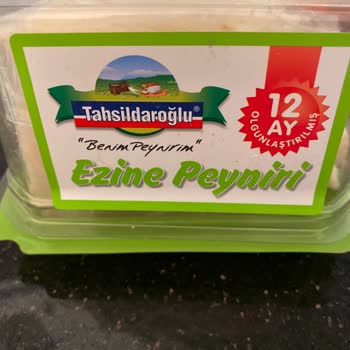 Tahsildaroğlu®
"Benim Peynirim"
Ezine Peyniri
12
AY
OLGUNLAŞTIRILMIŞ